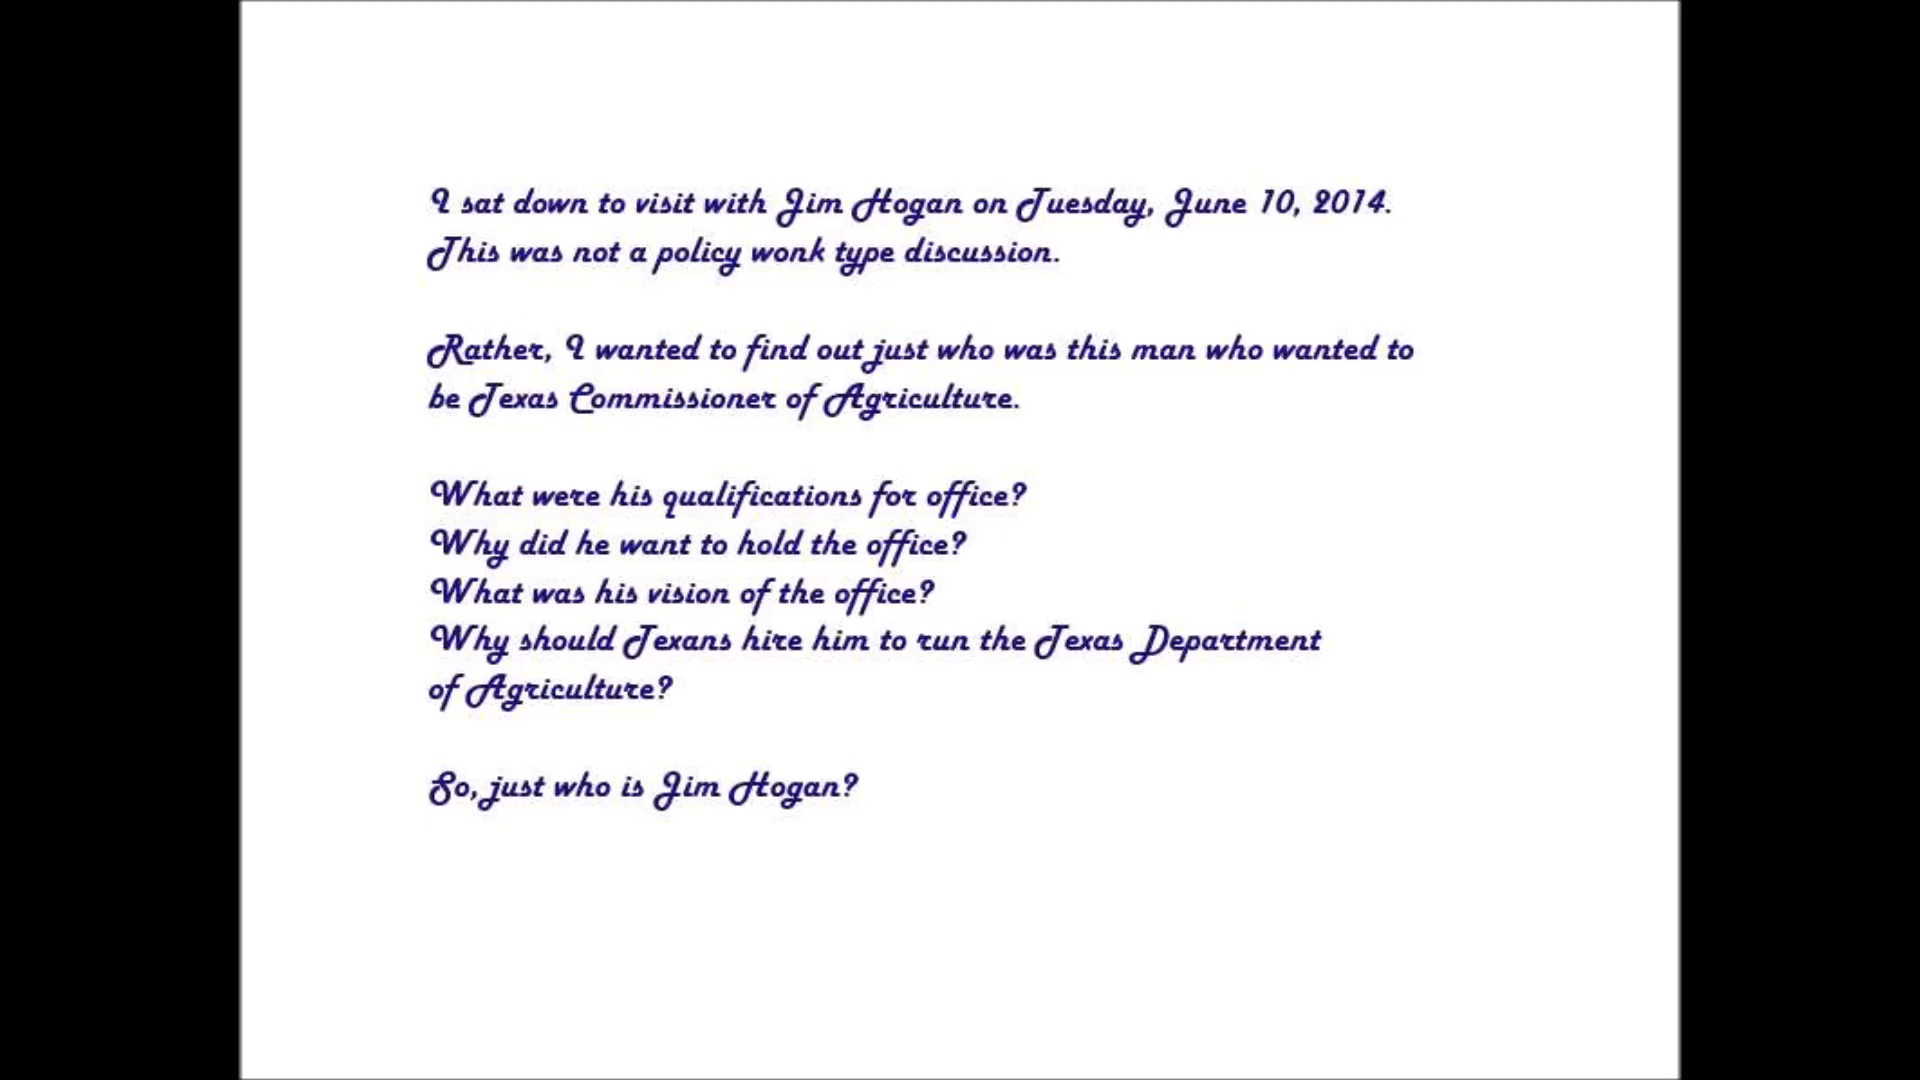 I sat down to visit with Jim Hogan on Tuesday, June 10, 2014.
This was not a policy wonk type discussion.
Rather, I wanted to find out just who was this man who wanted to
be Texas Commissioner of Agriculture.
What were his qualifications for office?
Why did he want to hold the office?
What was his vision of the office?
Why should Texans hire him to run the Texas Department
of Agriculture?
So, just who is Jim Hogan?